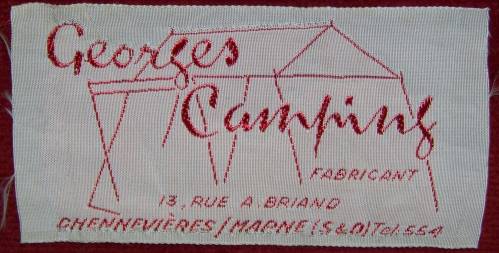 Georges
Camping
FABRICANT
13, RUE A. BRIAND
CHENNEVIÈRES/MARNE (S&O) Tel. 554